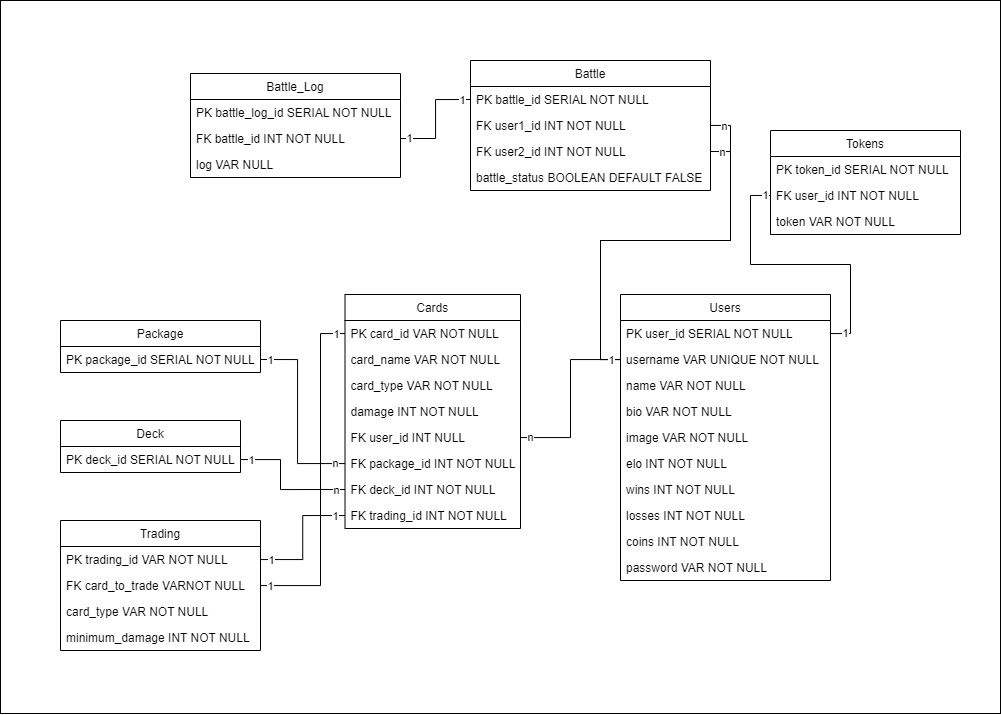 Battle_Log
PK battle_log_id SERIAL NOT NULL
FK battle_id INT NOT NULL
log VAR NULL
1
1
Battle
PK battle_id SERIAL NOT NULL
FK user1_id INT NOT NULL
FK user2_id INT NOT NULL
battle_status BOOLEAN DEFAULT FALSE
n
n
Tokens
PK token_id SERIAL NOT NULL
FK user_id INT NOT NULL
token VAR NOT NULL
1
Package
PK package_id SERIAL NOT NULL
1
Deck
PK deck_id SERIAL NOT NULL
1
Trading
PK trading_id VAR NOT NULL
FK card_to_trade VARNOT NULL
card_type VAR NOT NULL
minimum_damage INT NOT NULL
1
1
Cards
PK card_id VAR NOT NULL
card_name VAR NOT NULL
card_type VAR NOT NULL
damage INT NOT NULL
FK user_id INT NULL
FK package_id INT NOT NULL
FK deck_id INT NOT NULL
FK trading_id INT NOT NULL
1
n
n
1
n
Users
PK user_id SERIAL NOT NULL
username VAR UNIQUE NOT NULL
name VAR NOT NULL
bio VAR NOT NULL
image VAR NOT NULL
elo INT NOT NULL
wins INT NOT NULL
losses INT NOT NULL
coins INT NOT NULL
password VAR NOT NULL
1
1